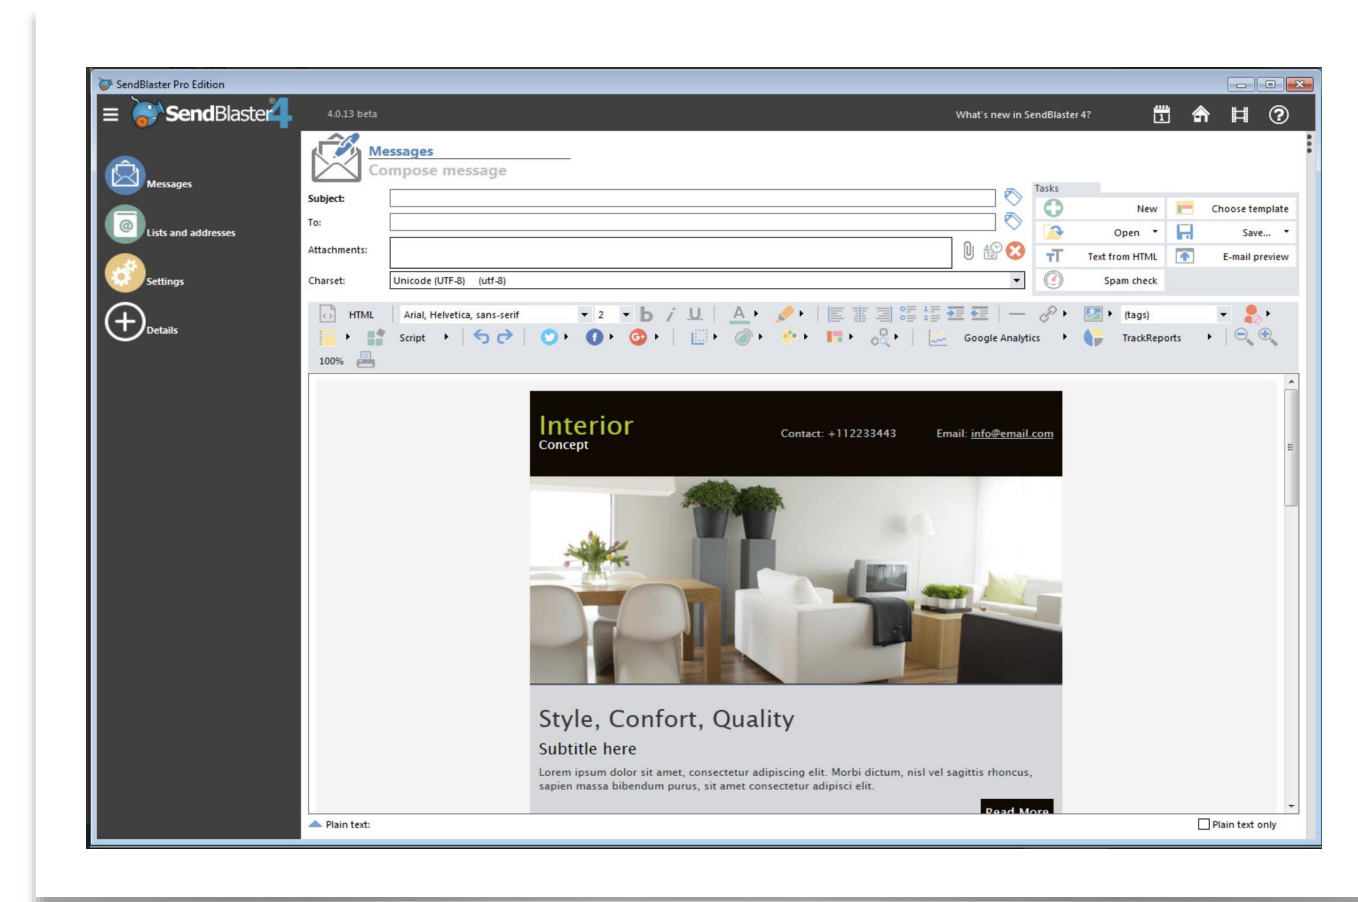 SendBlaster Pro Edition
SendBlaster 4 ®
4.0.13 beta
What's new in SendBlaster 4?
1
Messages
Compose message
Messages
Lists and addresses
Settings
Details
Subject:
To:
Attachments:
Charset:
Unicode (UTF-8) (utf-8)
Tasks
New
Choose template
Open
Save...
Text from HTML
E-mail preview
Spam check
HTML
Arial, Helvetica, sans-serif
2
b i U A
(tags)
Script
Google Analytics
TrackReports
100%
Interior
Concept
Contact: +112233443
Email: info@email.com
Style, Confort, Quality
Subtitle here
Lorem ipsum dolor sit amet, consectetur adipiscing elit. Morbi dictum, nisl vel sagittis rhoncus,
sapien massa bibendum purus, sit amet consectetur adipisci elit.
Read More
Plain text:
Plain text only